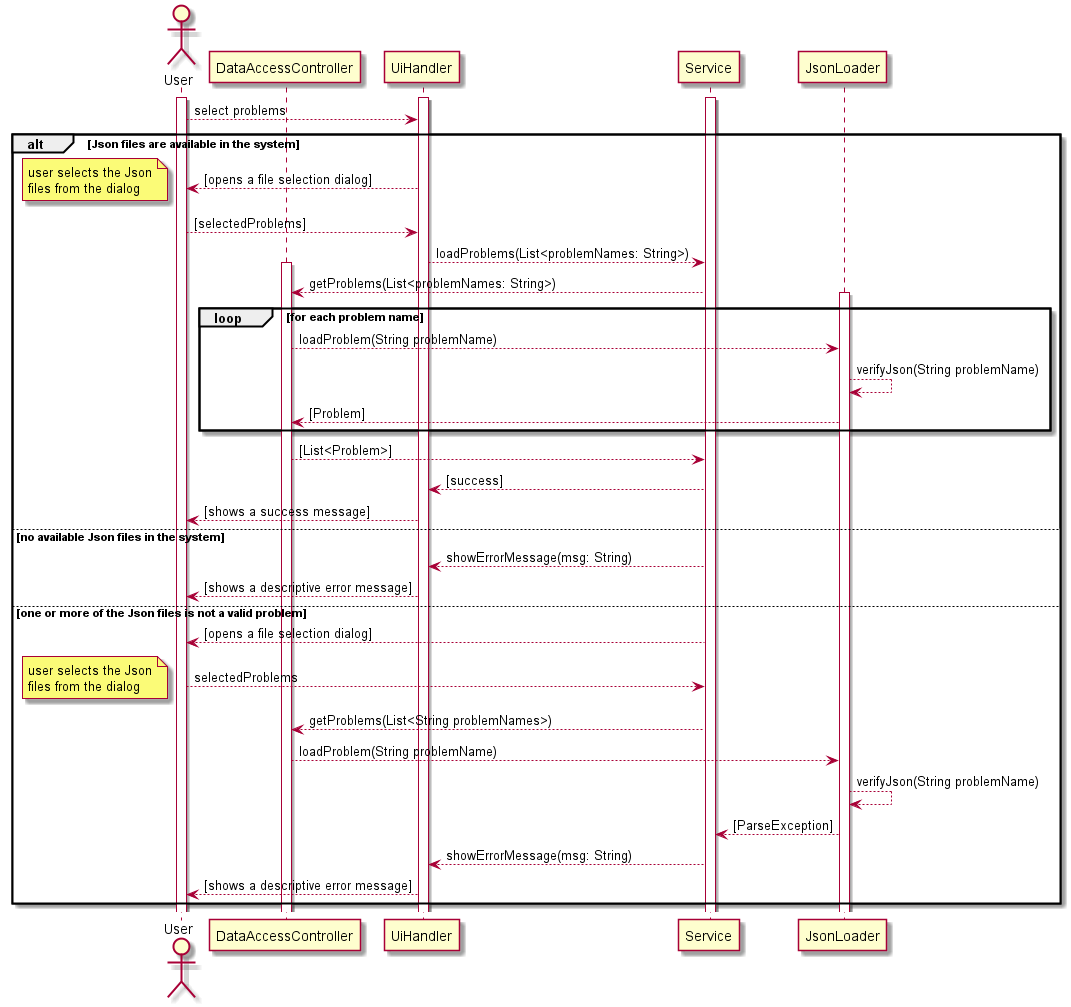 User
DataAccessController
UiHandler
Service
JsonLoader
select problems
alt
[Json files are available in the system]
user selects the Json
files from the dialog
[opens a file selection dialog]
[selectedProblems]
loadProblems(List<problemNames: String>)
getProblems(List<problemNames: String>)
loop
[for each problem name]
loadProblem(String problemName)
verifyJson(String problemName)
[Problem]
[List<Problem>]
[success]
[shows a success message]
[no available Json files in the system]
showErrorMessage(msg: String)
[shows a descriptive error message]
[one or more of the Json files is not a valid problem]
[opens a file selection dialog]
user selects the Json
files from the dialog
selectedProblems
getProblems(List<String problemNames>)
loadProblem(String problemName)
verifyJson(String problemName)
[ParseException]
showErrorMessage(msg: String)
[shows a descriptive error message]
User
DataAccessController
UiHandler
Service
JsonLoader